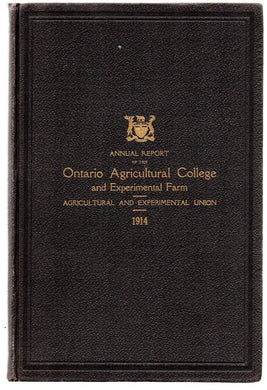 ANNUAL REPORT
OF THE
Ontario Agricultural College
and Experimental Farm
AGRICULTURAL AND EXPERIMENTAL UNION
1914